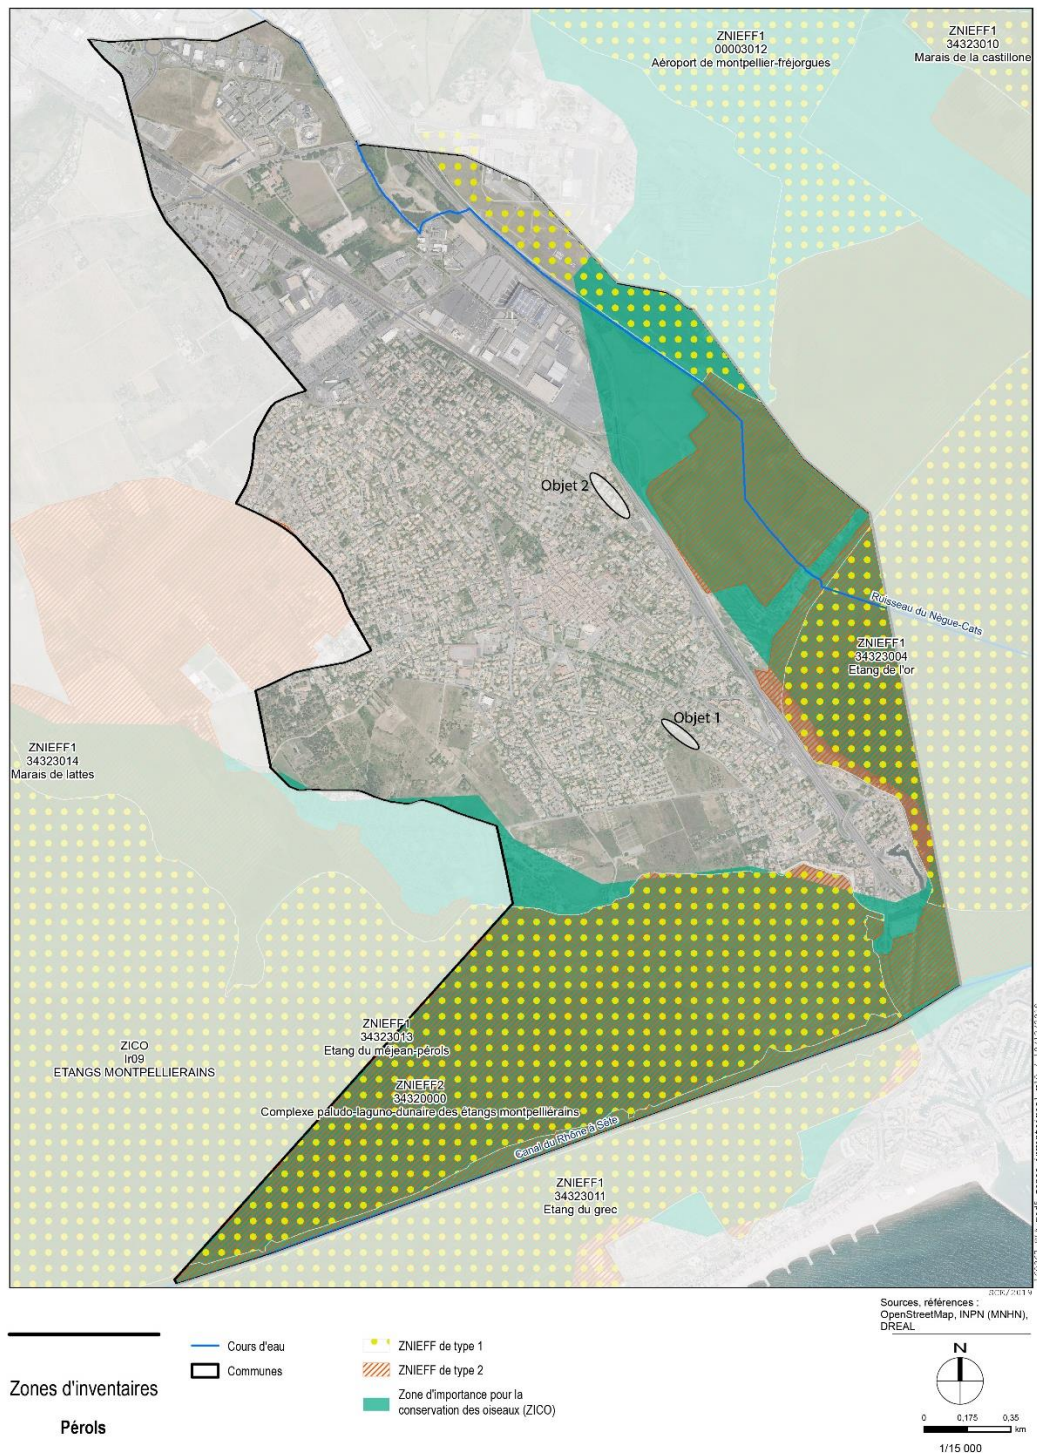 ZNIEFF1
00003012
Aéroport de montpellier-fréjorgues
ZNIEFF1
34323010
Marais de la castillone
Objet 2
Ruisseau du Nègue-Cats
ZNIEFF1
34323004
Etang de l'or
Objet 1
ZNIEFF1
34323014
Marais de lattes
ZICO
lr09
ETANGS MONTPELLIERAINS
ZNIEFF1
34323013
Etang du méjean-pérols
ZNIEFF2
34320000
Complexe paludo-laguno-dunaire des étangs montpelliérains
Canal du Rhône à Sète
ZNIEFF1
34323011
Etang du grec
SCE/2019
Sources, références :
OpenStreetMap, INPN (MNHN),
DREAL
Zones d'inventaires
Pérols
Cours d'eau
Communes
ZNIEFF de type 1
ZNIEFF de type 2
Zone d'importance pour la
conservation des oiseaux (ZICO)
N
0 0,175 0,35
km
1/15 000